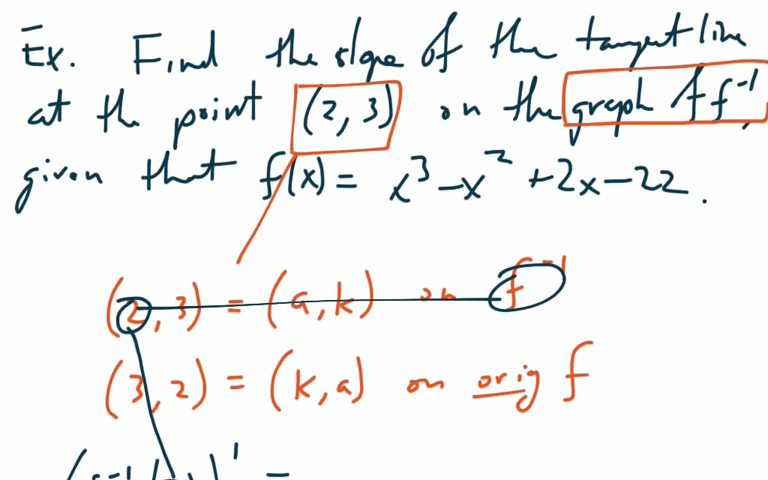 Ex. Find the slope of the tangent line
at the point (2, 3) on the graph of f⁻¹,
given that f(x) = x³ - x² + 2x - 22.
(2, 3) = (a, k) on f⁻¹
(3, 2) = (k, a) on orig f